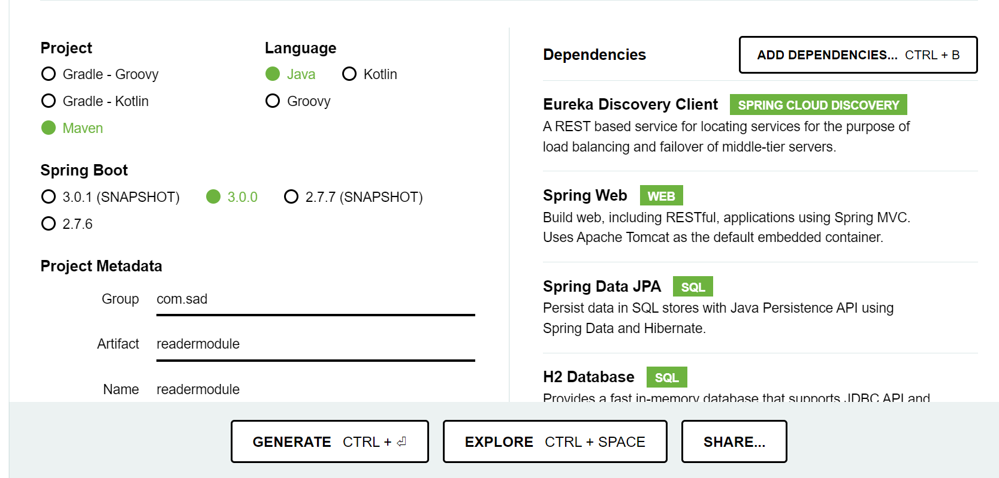 Project
Gradle - Groovy
Gradle - Kotlin
Maven
Language
Java
Kotlin
Groovy
Spring Boot
3.0.1 (SNAPSHOT)
3.0.0
2.7.7 (SNAPSHOT)
2.7.6
Project Metadata
Group com.sad
Artifact readermodule
Name readermodule
Dependencies
ADD DEPENDENCIES... CTRL + B
Eureka Discovery Client SPRING CLOUD DISCOVERY
A REST based service for locating services for the purpose of
load balancing and failover of middle-tier servers.
Spring Web WEB
Build web, including RESTful, applications using Spring MVC.
Uses Apache Tomcat as the default embedded container.
Spring Data JPA SQL
Persist data in SQL stores with Java Persistence API using
Spring Data and Hibernate.
H2 Database SQL
Provides a fast in-memory database that supports JDBC API and
GENERATE CTRL + ⏎
EXPLORE CTRL + SPACE
SHARE...